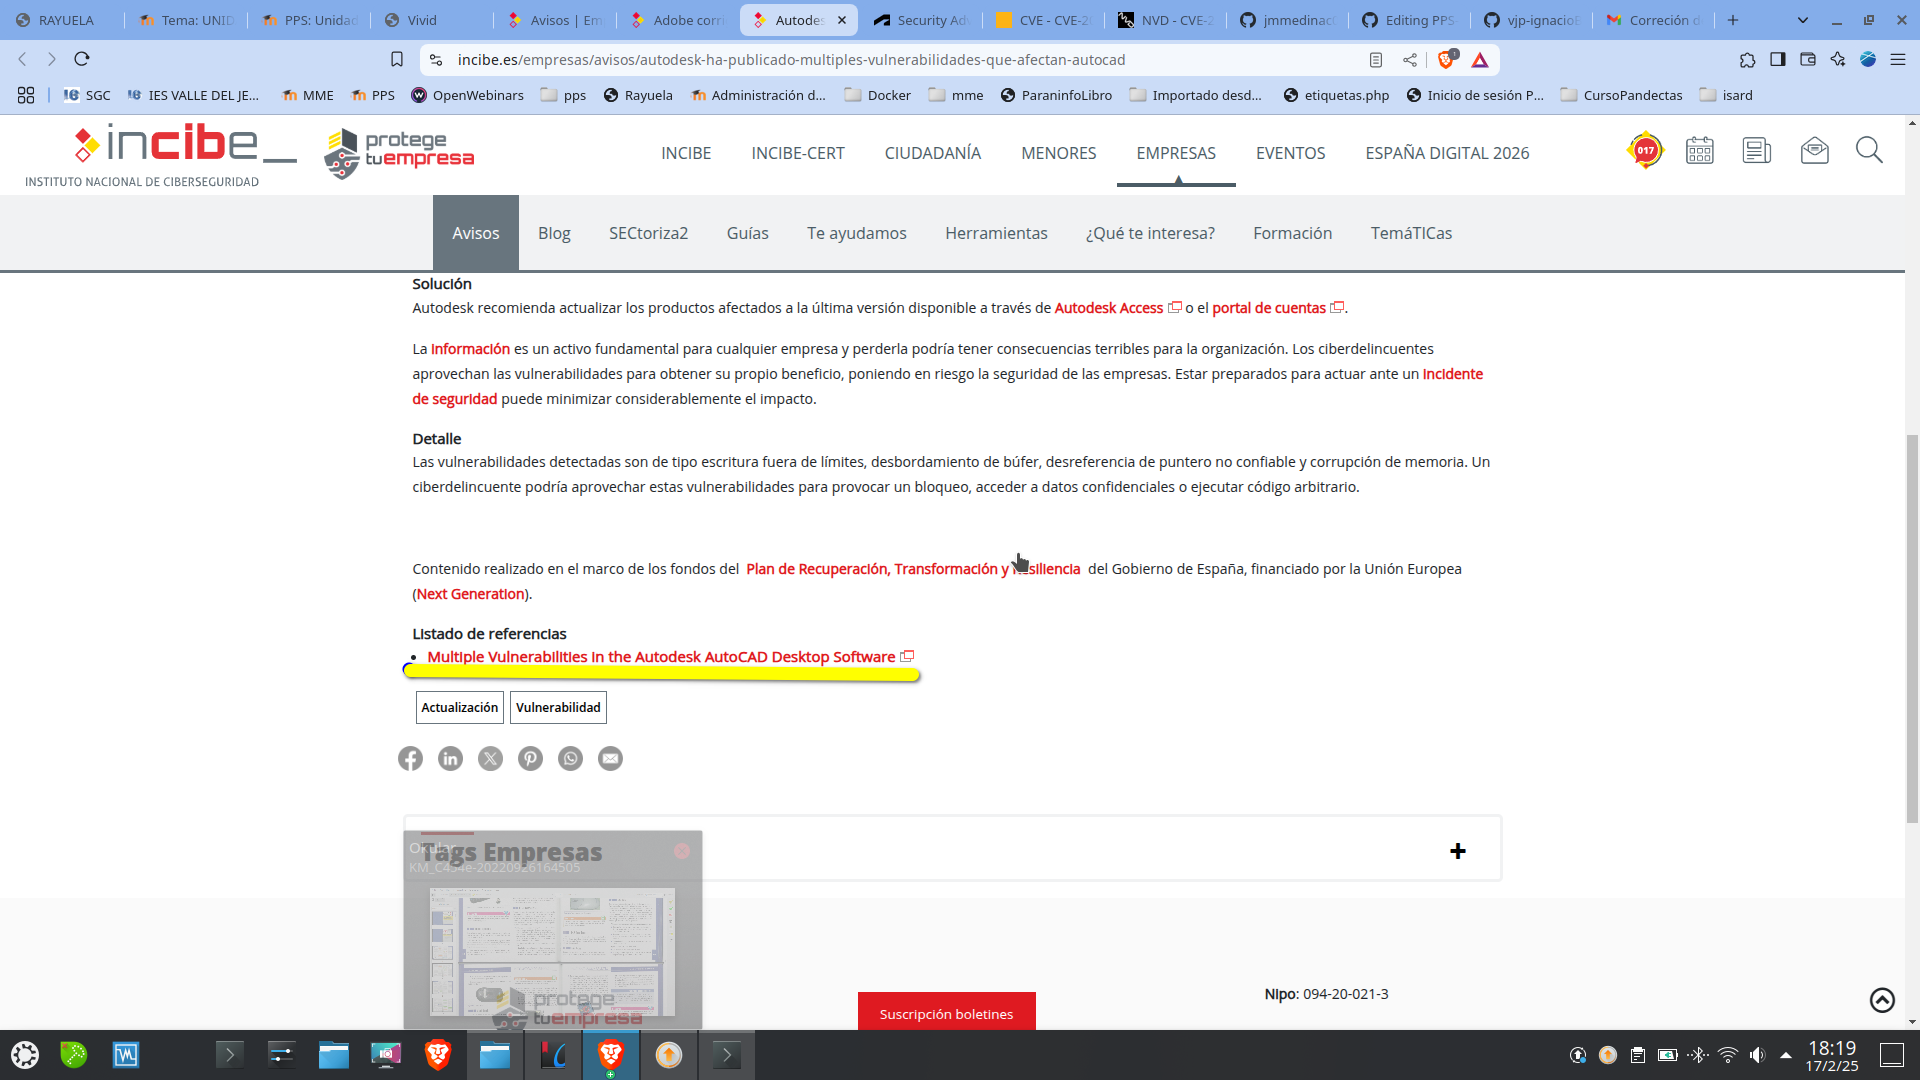 RAYUELA
Tema: UNID
PPS: Unidad
Vivid
Avisos | Em
Adobe corri
Autodes
Security Adv
CVE - CVE-20
NVD - CVE-2
jmmedinac
Editing PPS-
vjp-ignacioB
Correción d
incibe.es/empresas/avisos/autodesk-ha-publicado-multiples-vulnerabilidades-que-afectan-autocad
1
SGC
IES VALLE DEL JE...
MME
PPS
OpenWebinars
pps
Rayuela
Administración d...
Docker
mme
ParaninfoLibro
Importado desd...
etiquetas.php
Inicio de sesión P...
CursoPandectas
isard
incibe_
INSTITUTO NACIONAL DE CIBERSEGURIDAD
protege
tuempresa
INCIBE
INCIBE-CERT
CIUDADANÍA
MENORES
EMPRESAS
EVENTOS
ESPAÑA DIGITAL 2026
017
Avisos
Blog
SECtoriza2
Guías
Te ayudamos
Herramientas
¿Qué te interesa?
Formación
TemáTICas
Solución
Autodesk recomienda actualizar los productos afectados a la última versión disponible a través de Autodesk Access o el portal de cuentas .
La Información es un activo fundamental para cualquier empresa y perderla podría tener consecuencias terribles para la organización. Los ciberdelincuentes
aprovechan las vulnerabilidades para obtener su propio beneficio, poniendo en riesgo la seguridad de las empresas. Estar preparados para actuar ante un Incidente
de seguridad puede minimizar considerablemente el impacto.
Detalle
Las vulnerabilidades detectadas son de tipo escritura fuera de límites, desbordamiento de búfer, desreferencia de puntero no confiable y corrupción de memoria. Un
ciberdelincuente podría aprovechar estas vulnerabilidades para provocar un bloqueo, acceder a datos confidenciales o ejecutar código arbitrario.
Contenido realizado en el marco de los fondos del Plan de Recuperación, Transformación y Resiliencia del Gobierno de España, financiado por la Unión Europea
(Next Generation).
Listado de referencias
• Multiple Vulnerabilities in the Autodesk AutoCAD Desktop Software
Actualización
Vulnerabilidad
Tags Empresas
+
Okular
KM_C454e-20220926164505
protege
tuempresa
Nipo: 094-20-021-3
Suscripción boletines
18:19
17/2/25